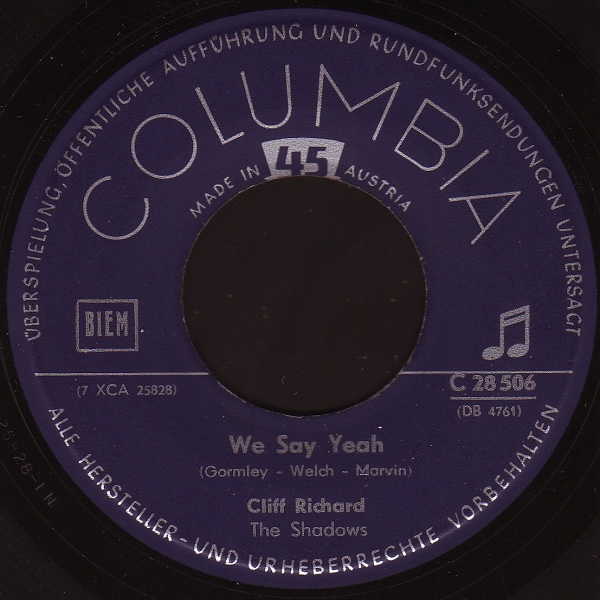 ÜBERSPIELUNG, ÖFFENTLICHE AUFFÜHRUNG UND RUNDFUNKSENDUNGEN UNTERSAGT
COLUMBIA
45
MADE IN AUSTRIA
BIEM
(7 XCA 25828)
C 28 506
(DB 4761)
We Say Yeah
(Gormley - Welch - Marvin)
Cliff Richard
The Shadows
ALLE HERSTELLER - UND URHEBERRECHTE VORBEHALTEN